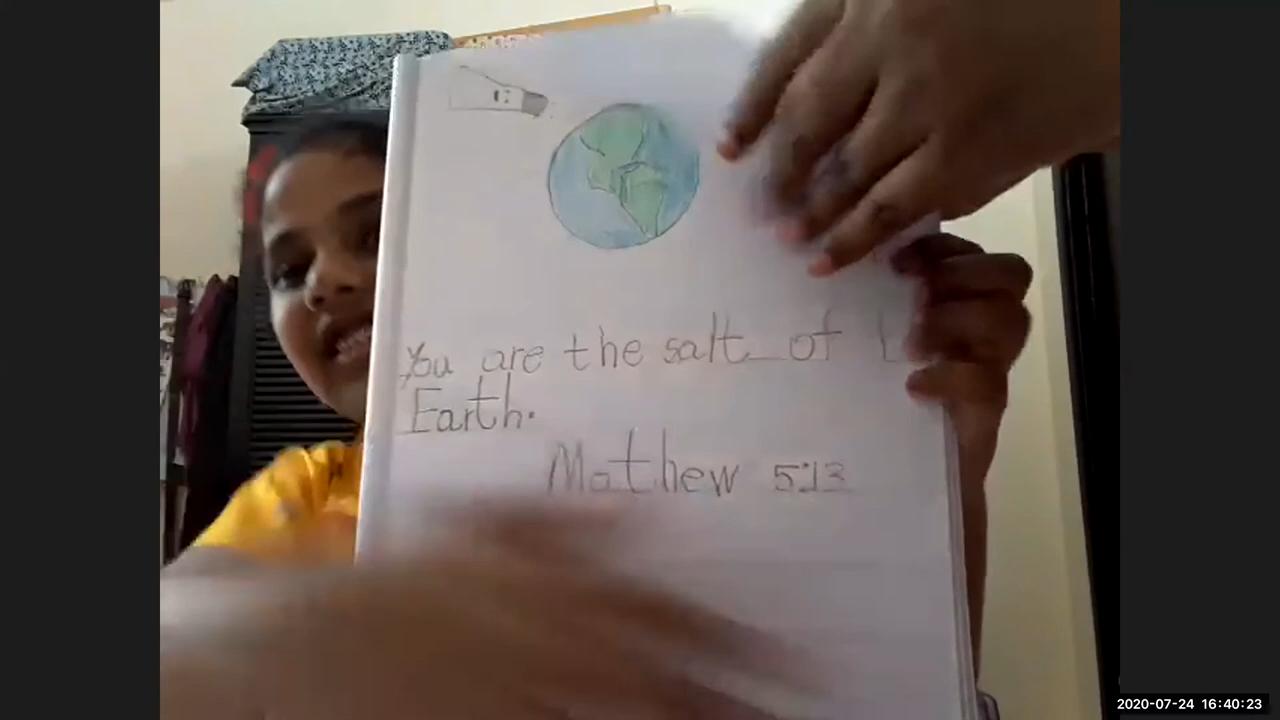 You are the salt of
Earth.
Mathew 5:13
2020-07-24 16:40:23